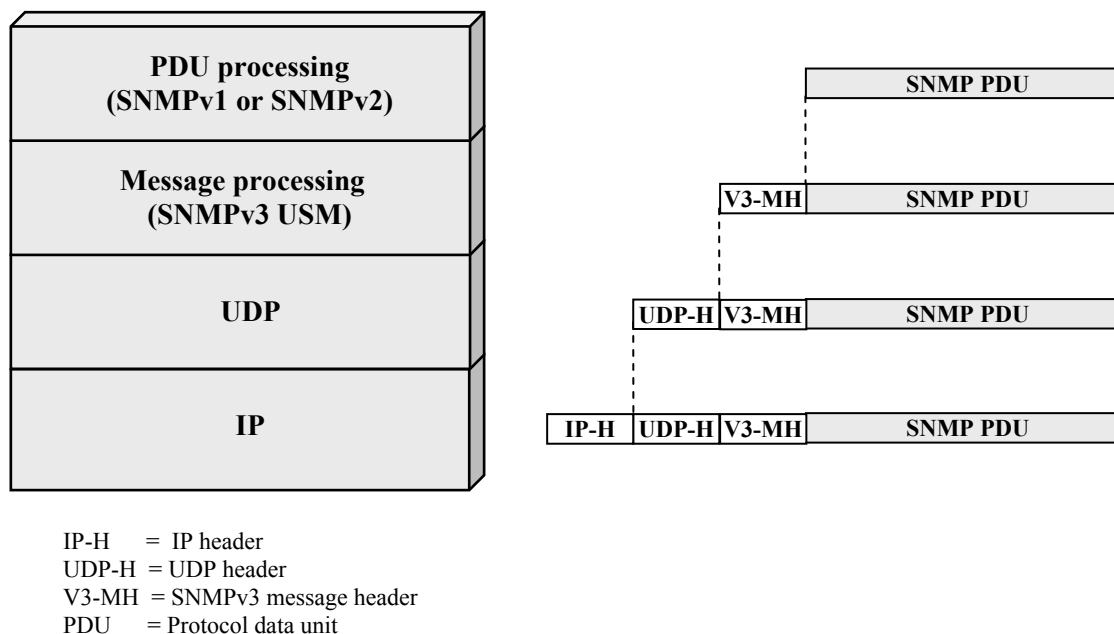 PDU processing
(SNMPv1 or SNMPv2)
SNMP PDU
Message processing
(SNMPv3 USM)
V3-MH SNMP PDU
UDP
UDP-H V3-MH SNMP PDU
IP
IP-H UDP-H V3-MH SNMP PDU
IP-H = IP header
UDP-H = UDP header
V3-MH = SNMPv3 message header
PDU = Protocol data unit